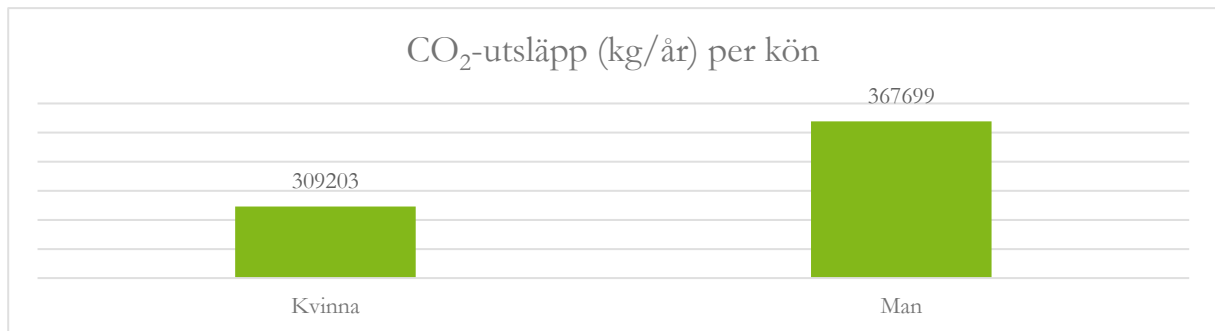 CO₂-utsläpp (kg/år) per kön
367699
309203
Kvinna
Man